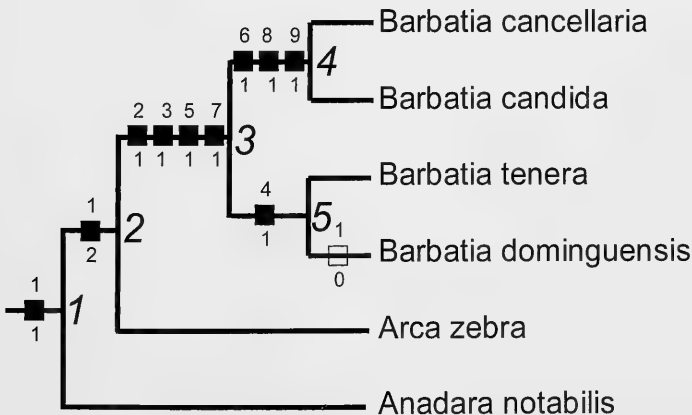 Barbatia cancellaria
6 8 9
1 1 1
4
Barbatia candida
2 3 5 7
1 1 1 1
3
Barbatia tenera
4
1
5
1
0
Barbatia dominguensis
1
2
2
Arca zebra
1
1
1
Anadara notabilis